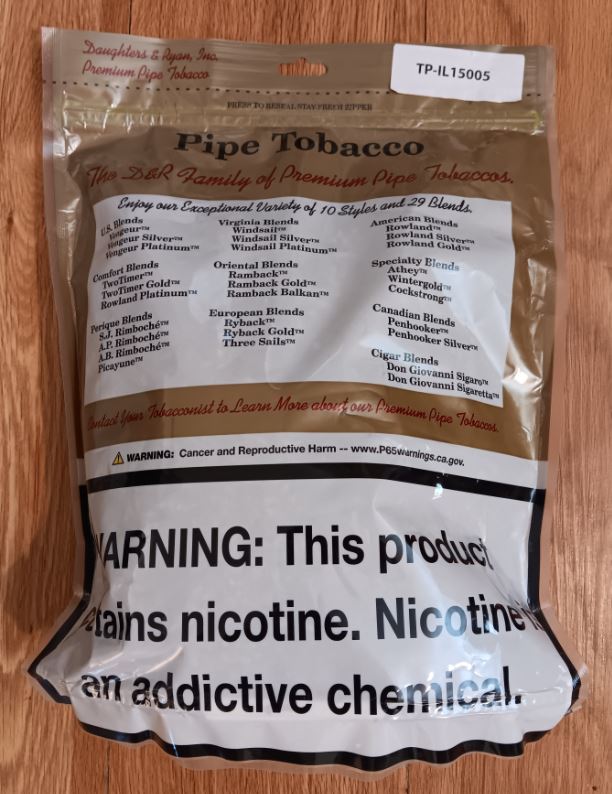 Daughters & Ryan, Inc.
Premium Pipe Tobacco
TP-IL15005
PRESS TO RESEAL STAY-FRESH ZIPPER
Pipe Tobacco
The D&R Family of Premium Pipe Tobaccos.
Enjoy our Exceptional Variety of 10 Styles and 29 Blends.
U.S. Blends
Vengeur™
Vengeur Silver™
Vengeur Platinum™
Comfort Blends
TwoTimer™
TwoTimer Gold™
Rowland Platinum™
Perique Blends
S.J. Rimboché™
A.P. Rimboché™
A.B. Rimboché™
Picayune™
Virginia Blends
Windsail™
Windsail Silver™
Windsail Platinum™
Oriental Blends
Ramback™
Ramback Gold™
Ramback Balkan™
European Blends
Ryback™
Ryback Gold™
Three Sails™
American Blends
Rowland™
Rowland Silver™
Rowland Gold™
Specialty Blends
Athey™
Wintergold™
Cockstrong™
Canadian Blends
Penhooker™
Penhooker Silver™
Cigar Blends
Don Giovanni Sigaro™
Don Giovanni Sigaretta™
Contact Your Tobacconist to Learn More about our Premium Pipe Tobaccos.
WARNING: Cancer and Reproductive Harm -- www.P65warnings.ca.gov.
WARNING: This product
contains nicotine. Nicotine is
an addictive chemical.